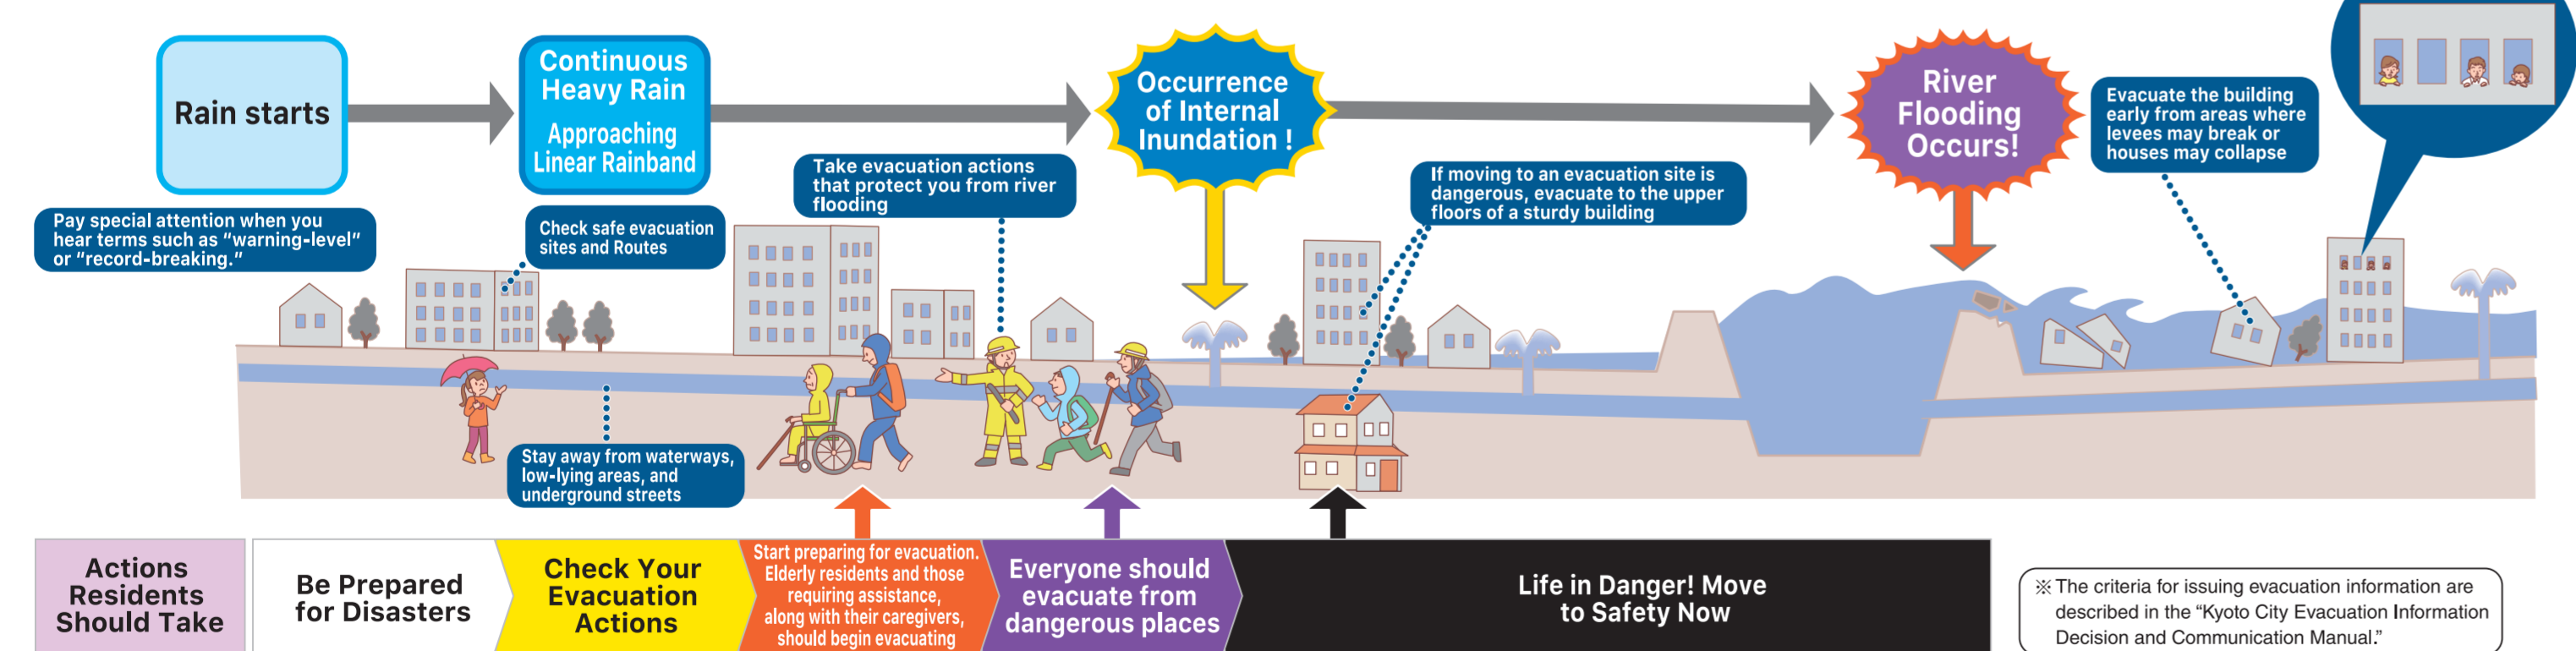 Rain starts
Continuous
Heavy Rain
Approaching
Linear Rainband
Occurrence
of Internal
Inundation !
River
Flooding
Occurs!
Pay special attention when you
hear terms such as “warning-level”
or “record-breaking.”
Check safe evacuation
sites and Routes
Stay away from waterways,
low-lying areas, and
underground streets
Take evacuation actions
that protect you from river
flooding
If moving to an evacuation site is
dangerous, evacuate to the upper
floors of a sturdy building
Evacuate the building
early from areas where
levees may break or
houses may collapse
Actions
Residents
Should Take
Be Prepared
for Disasters
Check Your
Evacuation
Actions
Start preparing for evacuation.
Elderly residents and those
requiring assistance,
along with their caregivers,
should begin evacuating
Everyone should
evacuate from
dangerous places
Life in Danger! Move
to Safety Now
※ The criteria for issuing evacuation information are
described in the “Kyoto City Evacuation Information
Decision and Communication Manual.”